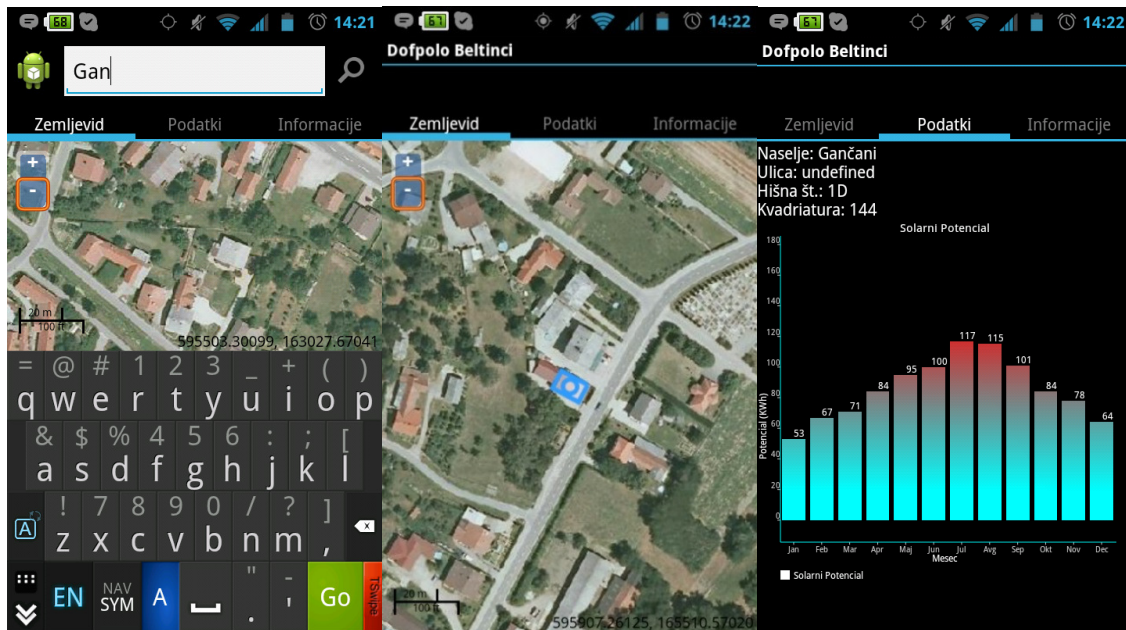 68
14:21
Gan
Zemljevid
Podatki
Informacije
+
-
20 m
100 ft
595503.30099, 163027.67041
= @ # 1 2 3 _ + ( )
q w e r t y u i o p
& $ % 4 5 6 : ; [
a s d f g h j k l
! 7 8 9 0 / ? ]
A z x c v b n m ,
EN
NAV
SYM
A
"
.
-
'
Go
TSwipe
67
14:22
Dofpolo Beltinci
Zemljevid
Podatki
Informacije
+
-
20 m
100 ft
595907.26125, 165510.57020
67
14:22
Dofpolo Beltinci
Zemljevid
Podatki
Informacije
Naselje: Gančani
Ulica: undefined
Hišna št.: 1D
Kvadriatura: 144
Solarni Potencial
180
160
140
120
100
80
60
40
20
0
Potencial (KWh)
53
67
71
84
95
100
117
115
101
84
78
64
Jan Feb Mar Apr Maj Jun Jul Avg Sep Okt Nov Dec
Mesec
Solarni Potencial